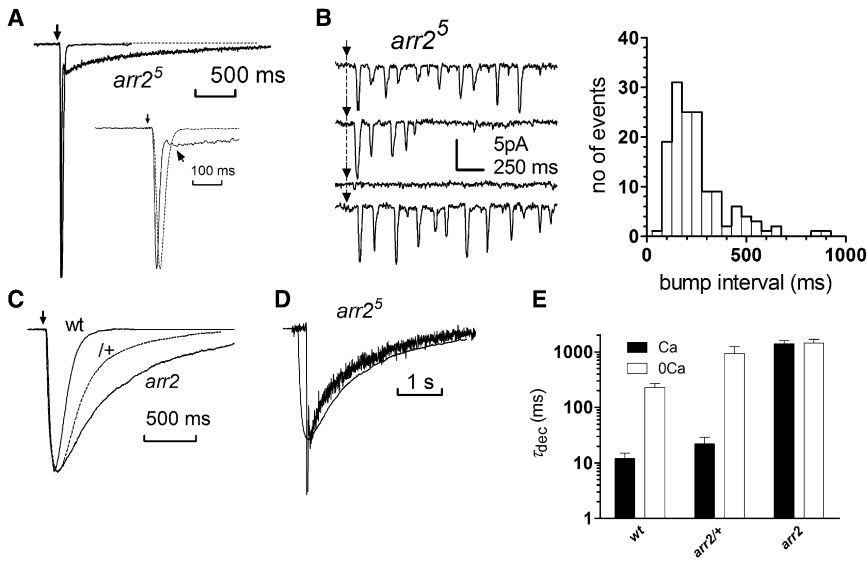 A
arr2⁵
500 ms
100 ms
B
arr2⁵
5pA
250 ms
no of events
40
30
20
10
0
0 500 1000
bump interval (ms)
C
wt
/+
arr2
500 ms
D
arr2⁵
1 s
E
Ca
0Ca
τdec (ms)
1000
100
10
1
wt arr2/+ arr2